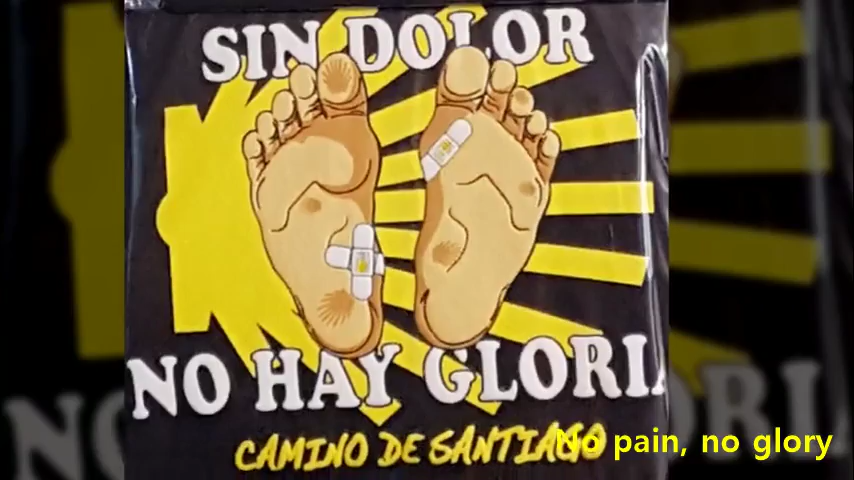 SIN DOLOR
NO HAY GLORIA
CAMINO DE SANTIAGO
No pain, no glory